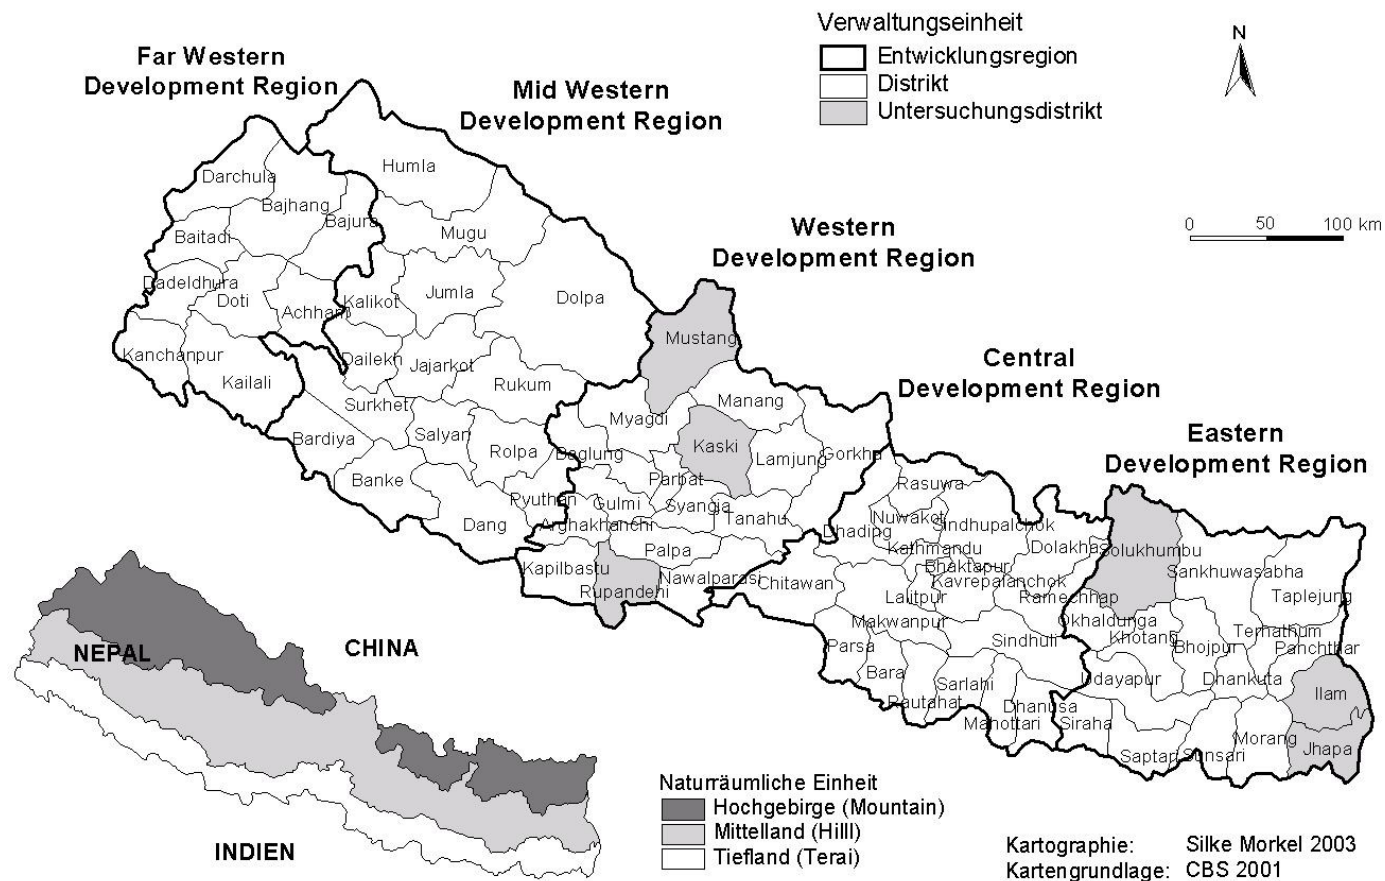 Verwaltungseinheit
Entwicklungsregion
Distrikt
Untersuchungsdistrikt
N
0 50 100 km
Far Western
Development Region
Mid Western
Development Region
Western
Development Region
Central
Development Region
Eastern
Development Region
Humla
Darchula
Bajhang
Bajura
Baitadi
Mugu
Dadeldhura
Doti
Achham
Kalikot
Jumla
Dolpa
Kanchanpur
Kailali
Dailekh
Jajarkot
Rukum
Surkhet
Bardiya
Salyan
Rolpa
Banke
Pyuthan
Dang
Mustang
Manang
Myagdi
Kaski
Baglung
Lamjung
Gorkha
Parbat
Gulmi
Syangja
Tanahu
Arghakhanchi
Palpa
Kapilbastu
Rupandehi
Nawalparasi
Rasuwa
Nuwakot
Sindhupalchok
Dhading
Kathmandu
Dolakha
Bhaktapur
Kavrepalanchok
Chitawan
Lalitpur
Ramechhap
Makwanpur
Sindhuli
Parsa
Bara
Sarlahi
Rautahat
Dhanusa
Mahottari
Solukhumbu
Sankhuwasabha
Taplejung
Okhaldunga
Khotang
Terhathum
Bhojpur
Panchthar
Udayapur
Dhankuta
Ilam
Siraha
Morang
Jhapa
Saptari
Sunsari
NEPAL
CHINA
INDIEN
Naturräumliche Einheit
Hochgebirge (Mountain)
Mittelland (Hilll)
Tiefland (Terai)
Kartographie: Silke Morkel 2003
Kartengrundlage: CBS 2001